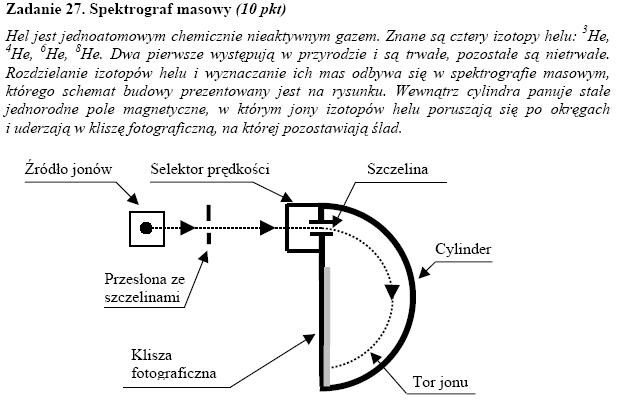 Zadanie 27. Spektrograf masowy (10 pkt)
Hel jest jednoatomowym chemicznie nieaktywnym gazem. Znane są cztery izotopy helu: ³He,
⁴He, ⁶He, ⁸He. Dwa pierwsze występują w przyrodzie i są trwałe, pozostałe są nietrwałe.
Rozdzielanie izotopów helu i wyznaczanie ich mas odbywa się w spektrografie masowym,
którego schemat budowy prezentowany jest na rysunku. Wewnątrz cylindra panuje stałe
jednorodne pole magnetyczne, w którym jony izotopów helu poruszają się po okręgach
i uderzają w kliszę fotograficzną, na której pozostawiają ślad.
Źródło jonów
Selektor prędkości
Szczelina
Cylinder
Przesłona ze
szczelinami
Klisza
fotograficzna
Tor jonu